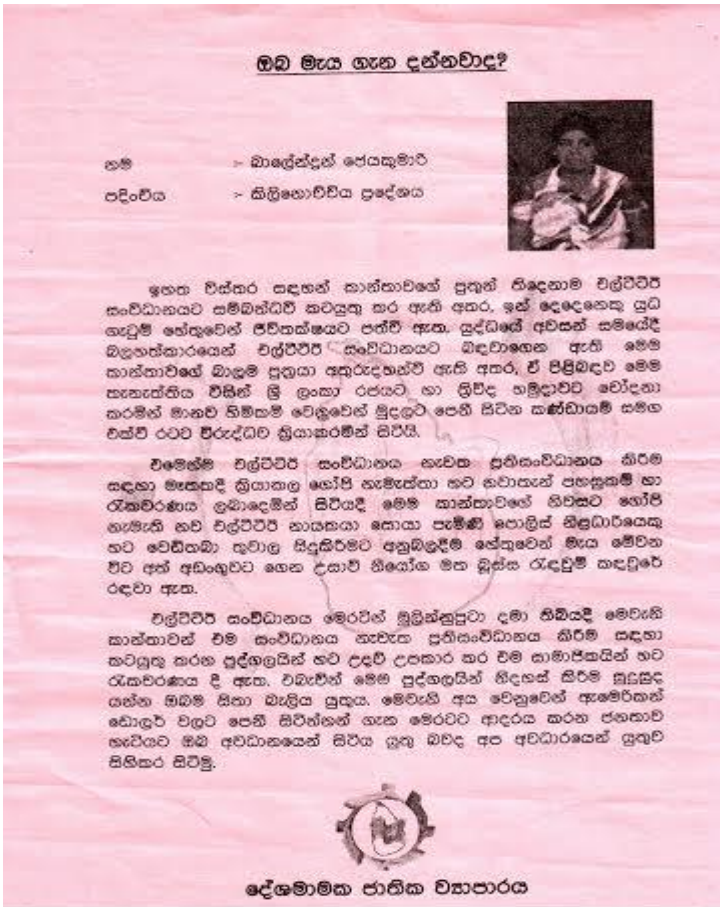 ඔබ මැය ගැන දන්නවාද?
නම :- බාලේන්ද්‍රන් ජෙයකුමාරි
පදිංචිය :- කිලිනොච්චිය ප්‍රදේශය
ඉහත විස්තර සඳහන් කාන්තාවගේ පුතුන් තිදෙනාම එල්ටීටීඊ
සංවිධානයට සම්බන්ධවී කටයුතු කර ඇති අතර, ඉන් දෙදෙනෙකු යුධ
ගැටුම් හේතුවෙන් ජීවිතක්ෂයට පත්වී ඇත. යුද්ධයේ අවසන් සමයේදී
බලහත්කාරයෙන් එල්ටීටීඊ සංවිධානයට බඳවාගෙන ඇති මෙම
කාන්තාවගේ බාලම පුත්‍රයා අතුරුදහන්වී ඇති අතර, ඒ පිළිබඳව මෙම
තැනැත්තිය විසින් ශ්‍රී ලංකා රජයට හා ත්‍රිවිද හමුදාවට චෝදනා
කරමින් මානව හිමිකම් වෙනුවෙන් මුදලට පෙනී සිටින කණ්ඩායම් සමග
එක්වී රටට විරුද්ධව ක්‍රියාකරමින් සිටියි.
එමෙන්ම එල්ටීටීඊ සංවිධානය නැවත ප්‍රතිසංවිධානය කිරීම
සඳහා මෑතකදී ක්‍රියාකල ගෝපි නැමැත්තා හට නවාතැන් පහසුකම් හා
රැකවරණය ලබාදෙමින් සිටියදී මෙම කාන්තාවගේ නිවසට ගෝපි
නැමැති නව එල්ටීටීඊ නායකයා සොයා පැමිණි පොලිස් නිළධාරියෙකු
හට වෙඩිතබා තුවාල සිදුකිරීමට අනුබලදීම හේතුවෙන් මැය මේවන
විට අත් අඩංගුවට ගෙන උසාවි නියෝග මත බූස්ස රැඳවුම් කඳවුරේ
රඳවා ඇත.
එල්ටීටීඊ සංවිධානය මෙරටින් මුලිනුපුටා දමා තිබියදී මෙවැනි
කාන්තාවන් එම සංවිධානය නැවැත ප්‍රතිසංවිධානය කිරීම සඳහා
කටයුතු කරන පුද්ගලයින් හට උදව් උපකාර කර එම සාමාජිකයින් හට
රැකවරණය දී ඇත. එබැවින් මෙම පුද්ගලයින් නිදහස් කිරීම සුදුසුද
යන්න ඔබම සිතා බැලිය යුතුය. මෙවැනි අය වෙනුවෙන් ඇමෙරිකන්
ඩොලර් වලට පෙනී සිටින්නන් ගැන මෙරටට ආදරය කරන ජනතාව
හැටියට ඔබ අවධානයෙන් සිටිය යුතු බවද අප අවධාරයෙන් යුතුව
සිහිකර සිටිමු.
දේශමාමක ජාතික ව්‍යාපාරය